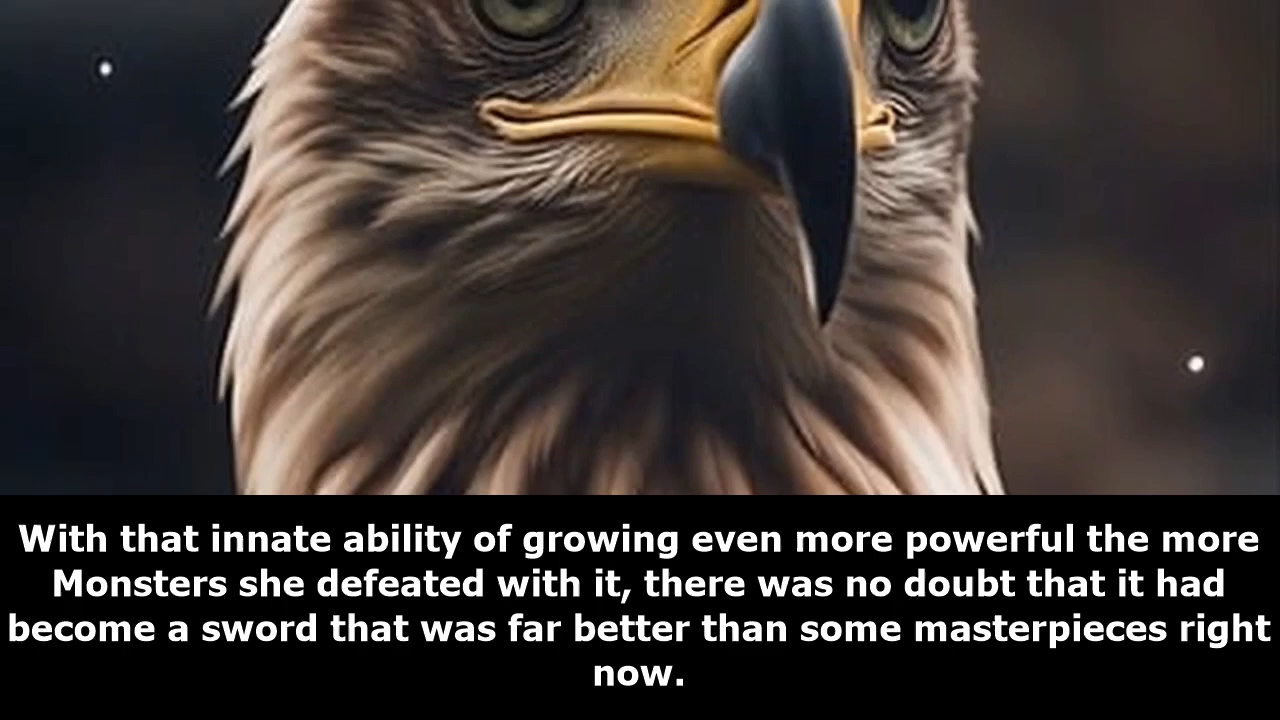 With that innate ability of growing even more powerful the more
Monsters she defeated with it, there was no doubt that it had
become a sword that was far better than some masterpieces right
now.